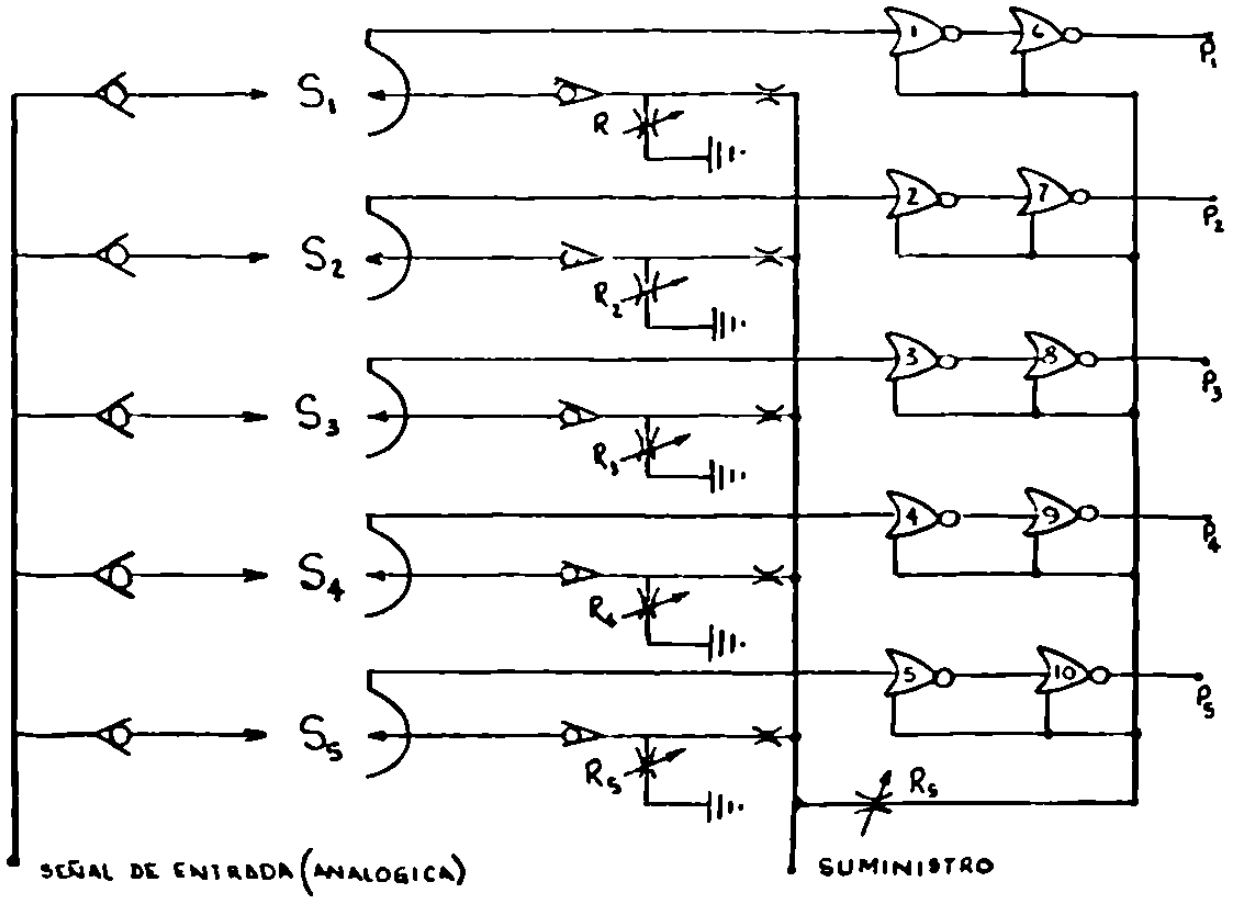 1 6 P1
S1 R
2 7 P2
S2 R2
3 8 P3
S3 R3
4 9 P4
S4 R4
5 10 P5
S5 R5
RS
SEÑAL DE ENTRADA (ANALOGICA) SUMINISTRO